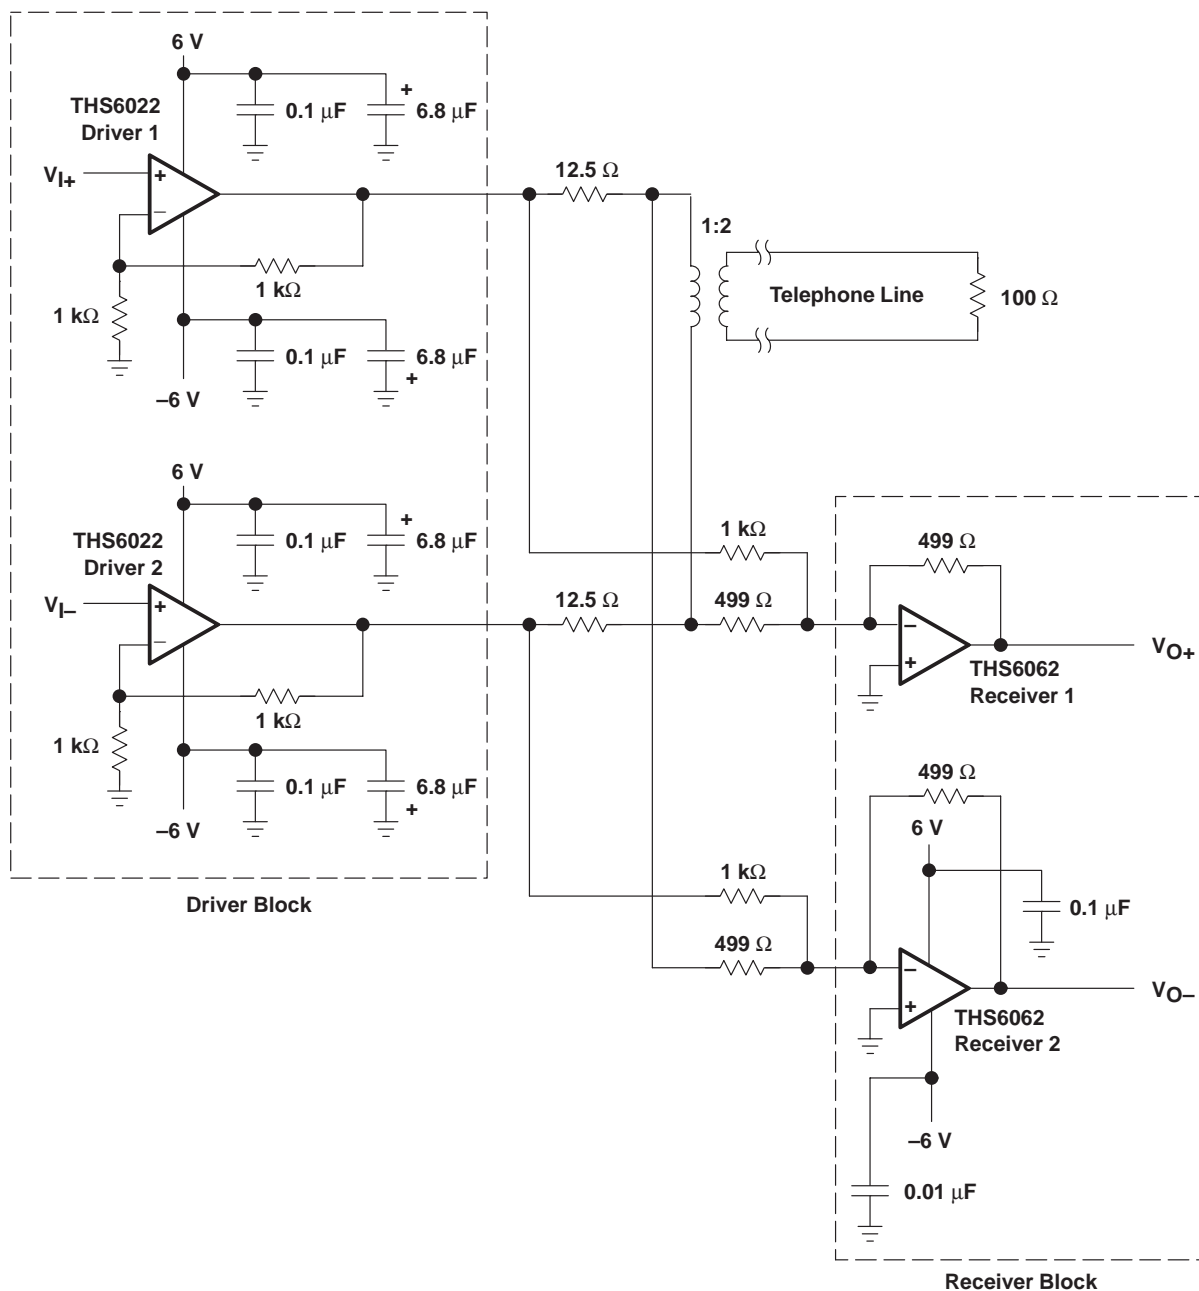 6 V
+
THS6022
Driver 1
0.1 μF
6.8 μF
VI+
+
−
12.5 Ω
1:2
1 kΩ
1 kΩ
Telephone Line
100 Ω
0.1 μF
6.8 μF
+
–6 V
6 V
+
THS6022
Driver 2
0.1 μF
6.8 μF
1 kΩ
499 Ω
VI–
+
−
12.5 Ω
499 Ω
−
+
VO+
THS6062
Receiver 1
1 kΩ
1 kΩ
0.1 μF
6.8 μF
+
–6 V
499 Ω
6 V
Driver Block
1 kΩ
0.1 μF
499 Ω
−
+
VO–
THS6062
Receiver 2
–6 V
0.01 μF
Receiver Block